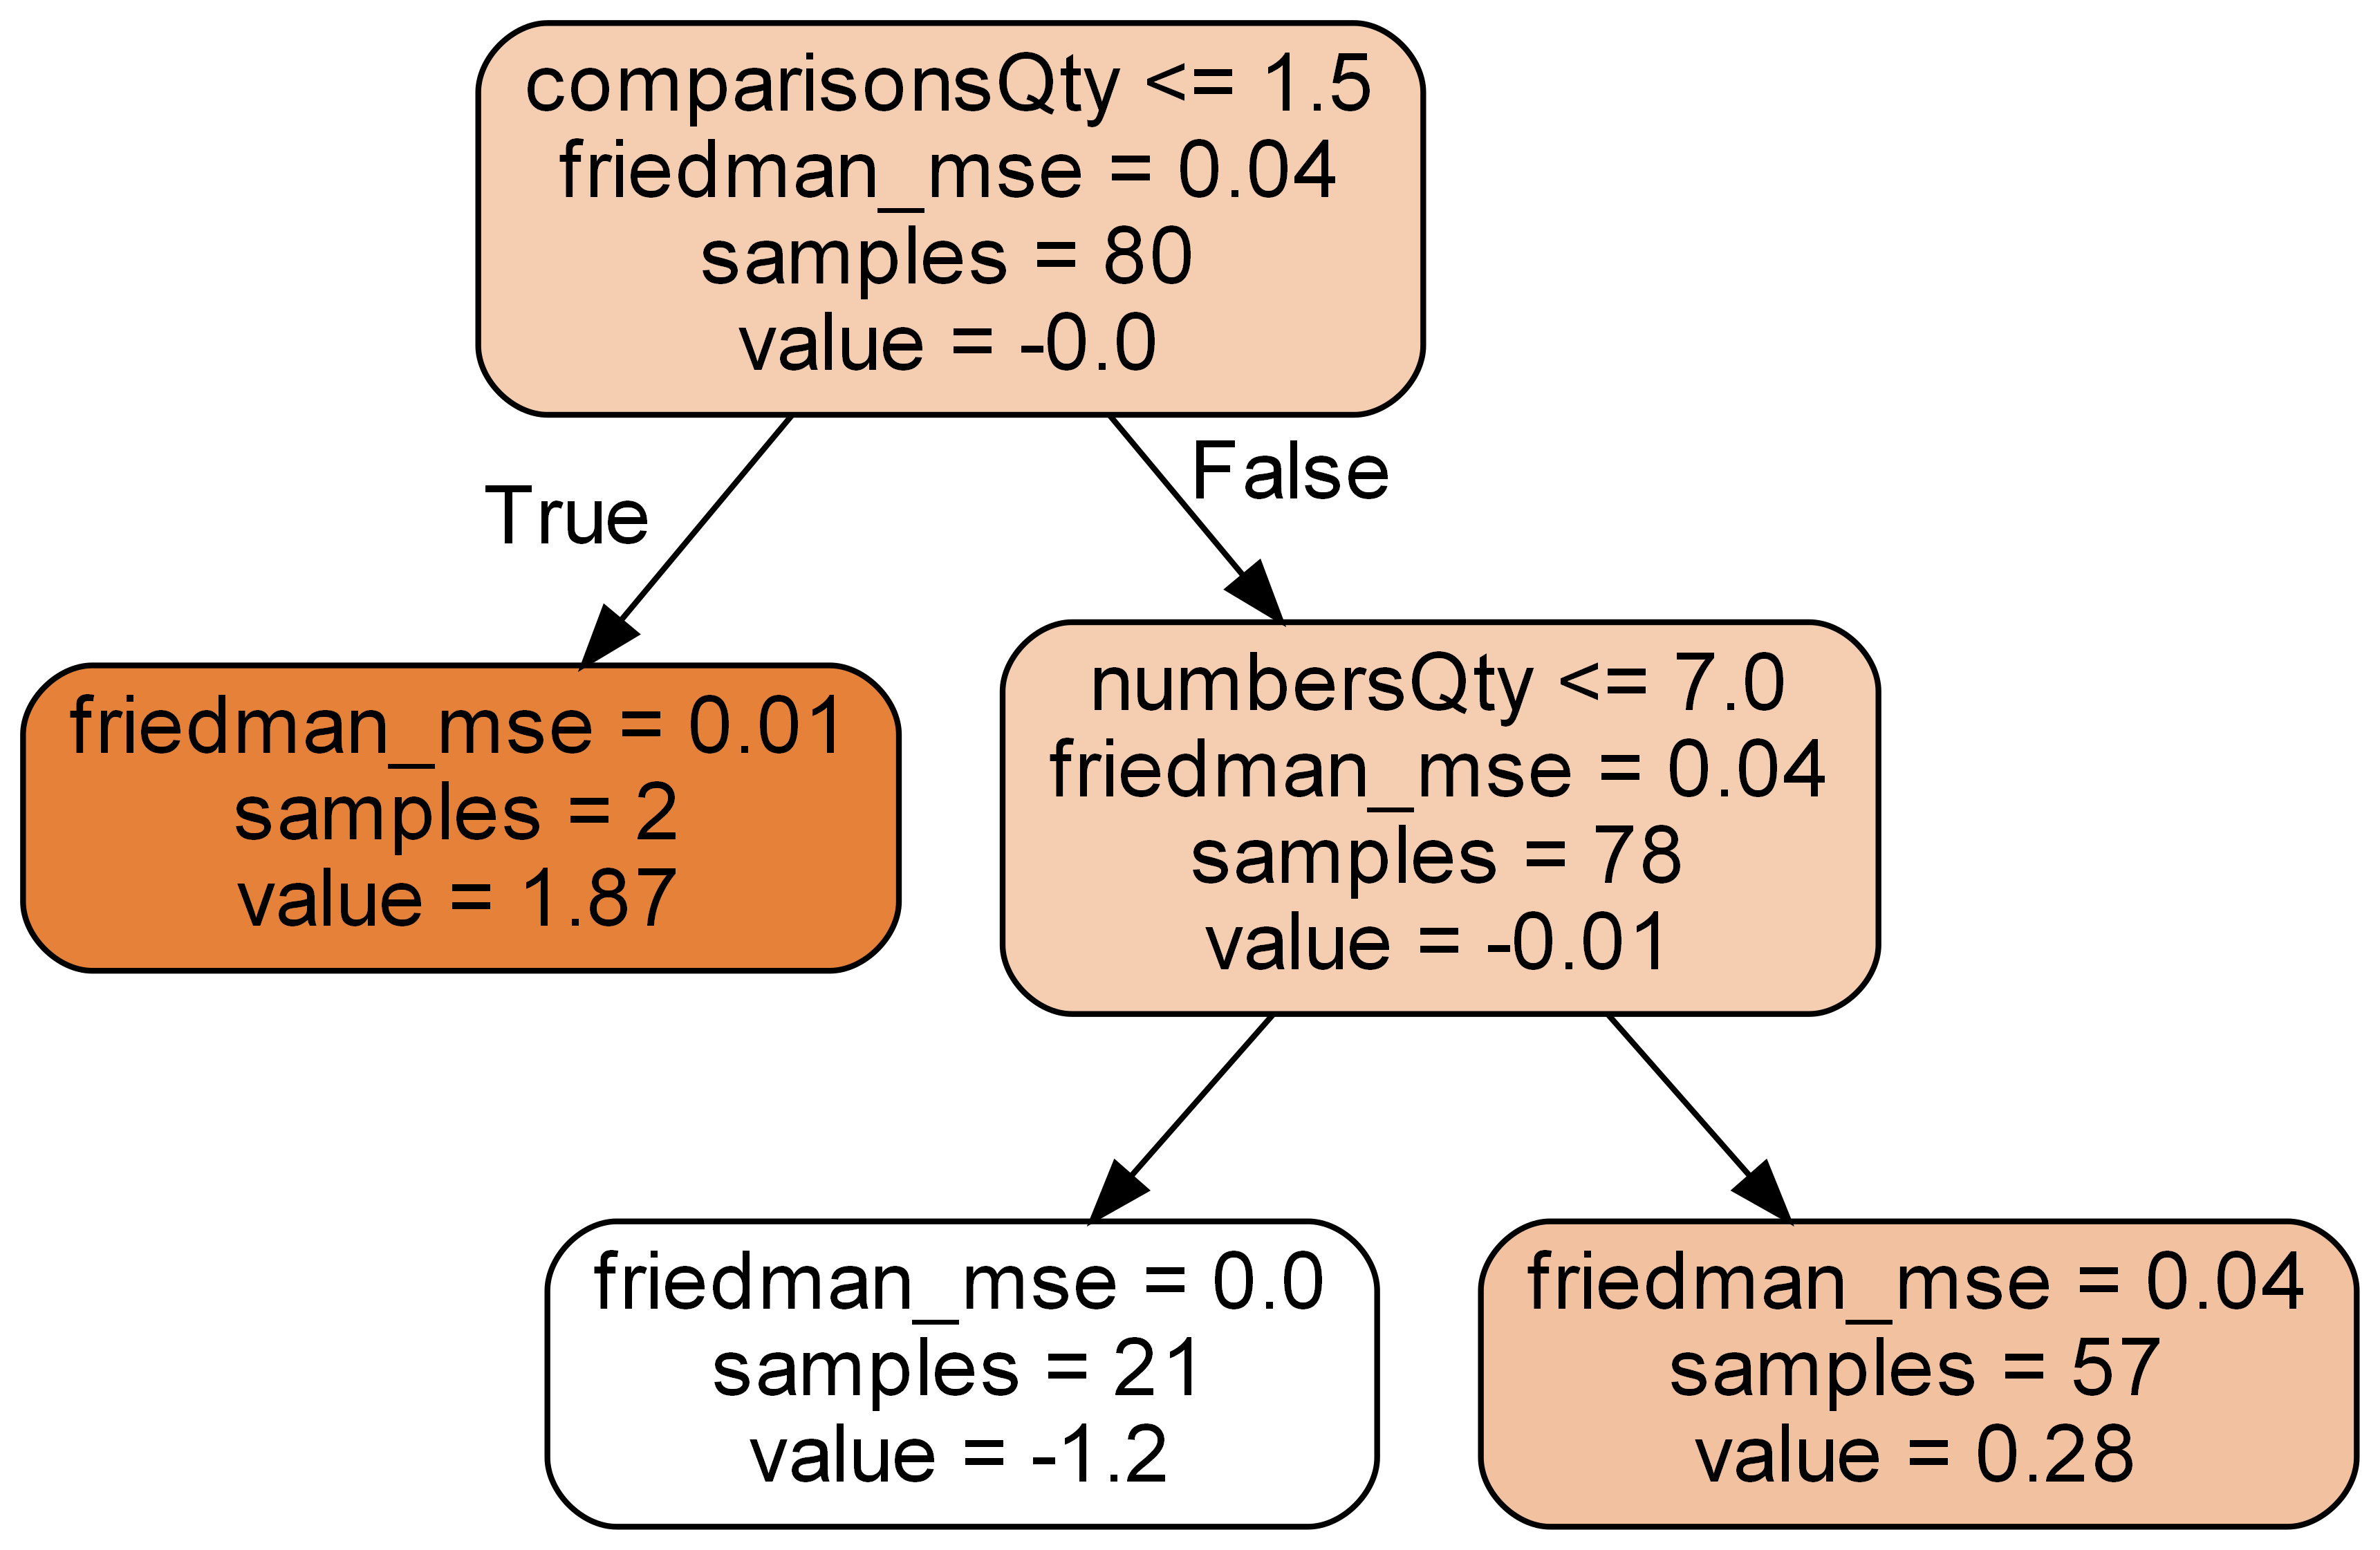 comparisonsQty <= 1.5
friedman_mse = 0.04
samples = 80
value = -0.0
True
False
friedman_mse = 0.01
samples = 2
value = 1.87
numbersQty <= 7.0
friedman_mse = 0.04
samples = 78
value = -0.01
friedman_mse = 0.0
samples = 21
value = -1.2
friedman_mse = 0.04
samples = 57
value = 0.28